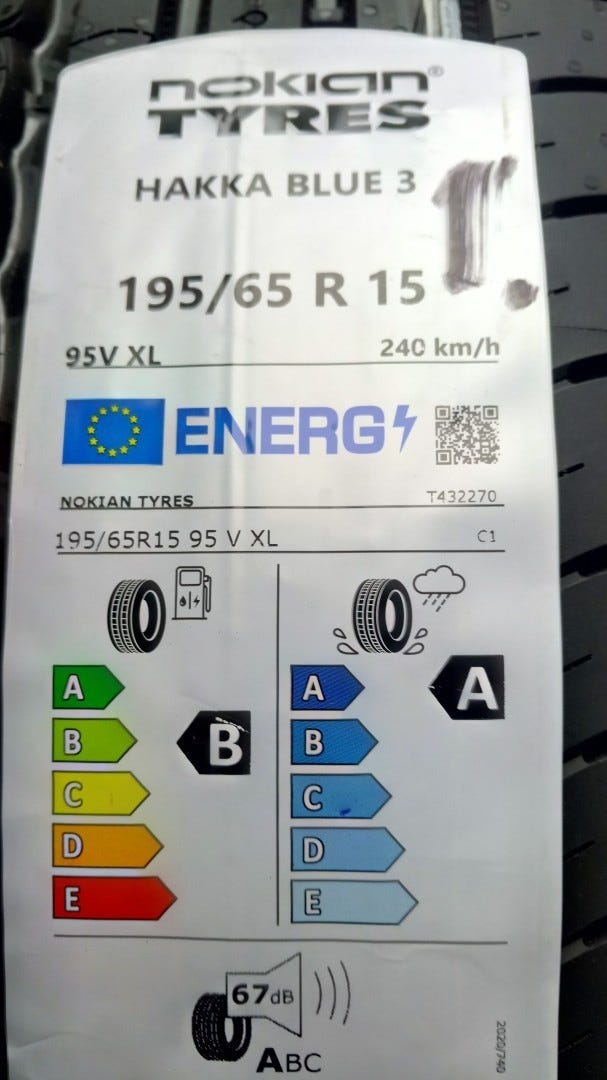 nokian®
TYRES
HAKKA BLUE 3
1.
195/65 R 15
95V XL 240 km/h
ENERG
NOKIAN TYRES T432270
195/65R15 95 V XL C1
A A A
B B B
C C
D D
E E
67dB
ABC
2020/740